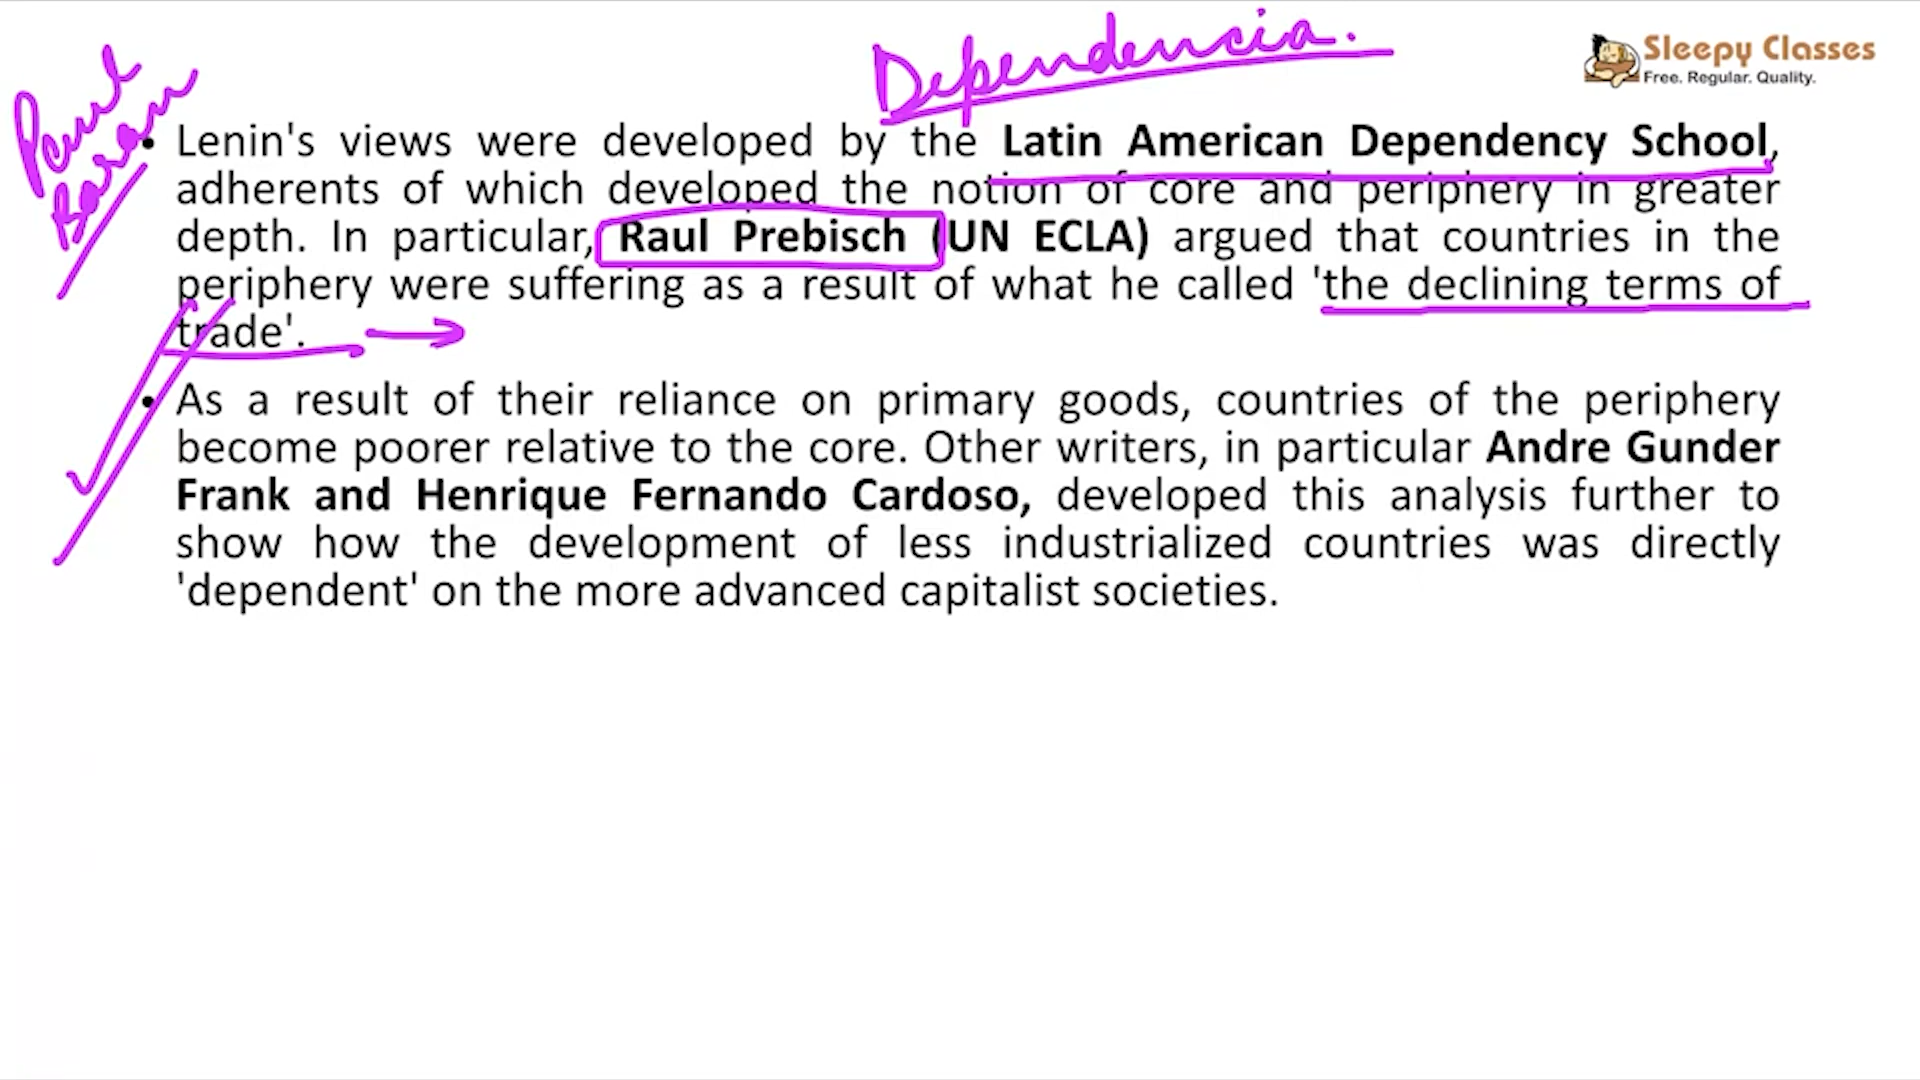 Dependencia.
Sleepy Classes
Free. Regular. Quality.
Paul
Baran
• Lenin's views were developed by the Latin American Dependency School,
adherents of which developed the notion of core and periphery in greater
depth. In particular, Raul Prebisch (UN ECLA) argued that countries in the
periphery were suffering as a result of what he called 'the declining terms of
trade'.
• As a result of their reliance on primary goods, countries of the periphery
become poorer relative to the core. Other writers, in particular Andre Gunder
Frank and Henrique Fernando Cardoso, developed this analysis further to
show how the development of less industrialized countries was directly
'dependent' on the more advanced capitalist societies.